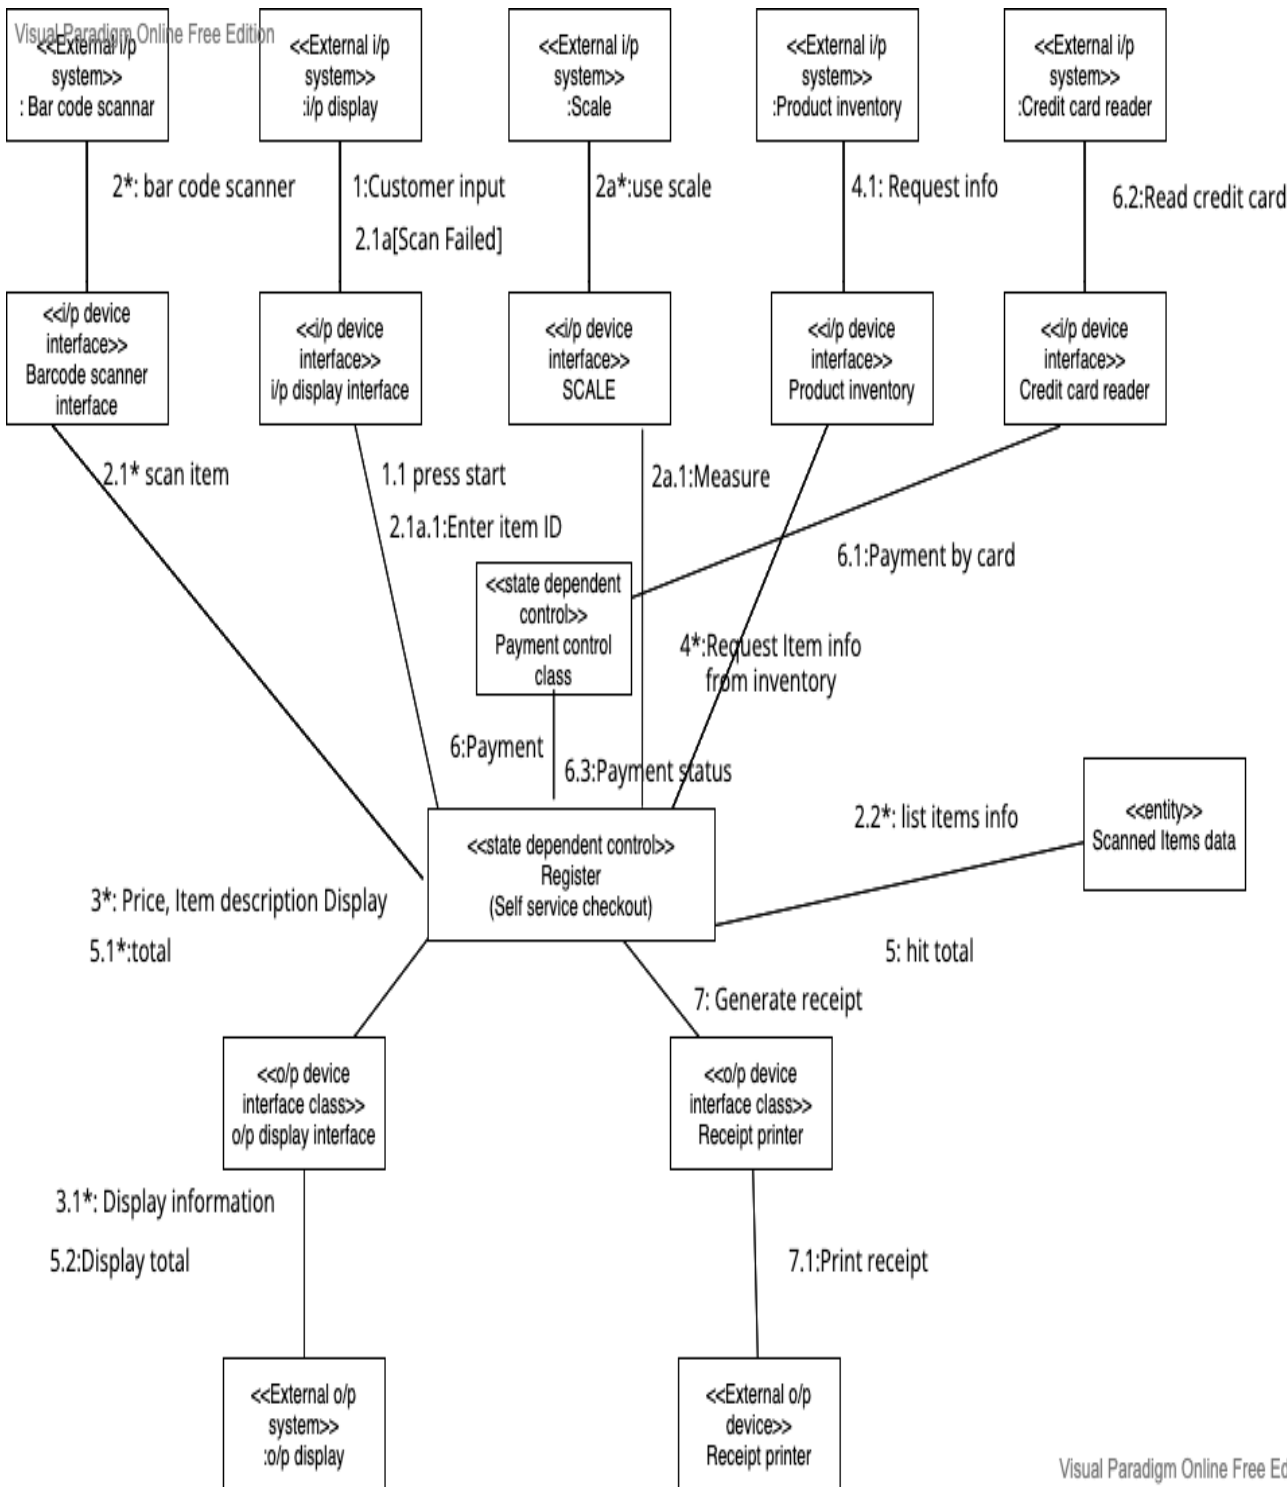 Visual Paradigm Online Free Edition
<<External i/p
system>>
: Bar code scannar
<<External i/p
system>>
:i/p display
<<External i/p
system>>
:Scale
<<External i/p
system>>
:Product inventory
<<External i/p
system>>
:Credit card reader
2*: bar code scanner
1:Customer input
2.1a[Scan Failed]
2a*:use scale
4.1: Request info
6.2:Read credit card
<<i/p device
interface>>
Barcode scanner
interface
<<i/p device
interface>>
i/p display interface
<<i/p device
interface>>
SCALE
<<i/p device
interface>>
Product inventory
<<i/p device
interface>>
Credit card reader
2.1* scan item
1.1 press start
2.1a.1:Enter item ID
2a.1:Measure
6.1:Payment by card
<<state dependent
control>>
Payment control
class
4*:Request Item info
from inventory
6:Payment
6.3:Payment status
<<state dependent control>>
Register
(Self service checkout)
2.2*: list items info
<<entity>>
Scanned Items data
3*: Price, Item description Display
5.1*:total
5: hit total
7: Generate receipt
<<o/p device
interface class>>
o/p display interface
<<o/p device
interface class>>
Receipt printer
3.1*: Display information
5.2:Display total
7.1:Print receipt
<<External o/p
system>>
:o/p display
<<External o/p
device>>
Receipt printer
Visual Paradigm Online Free Ed